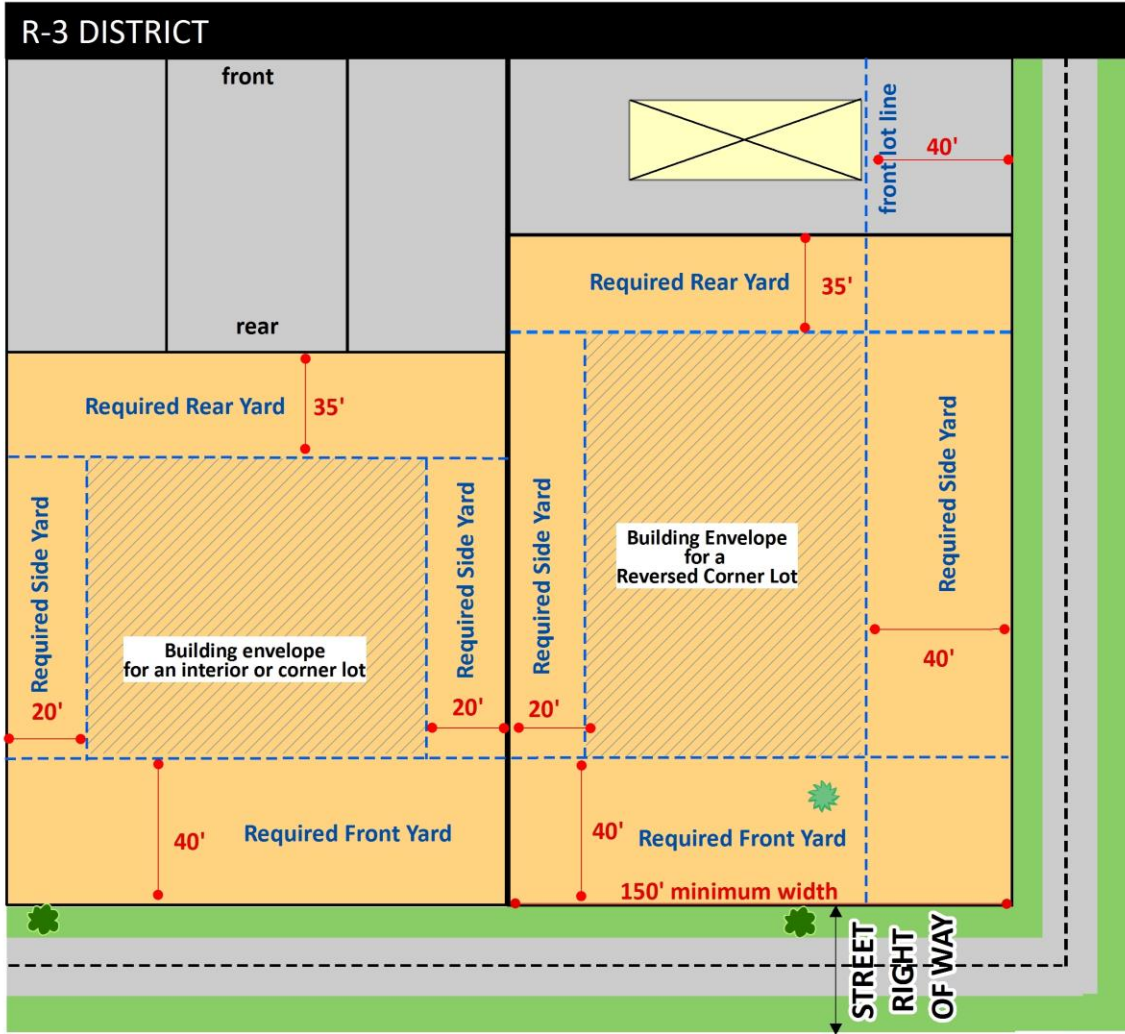 R-3 DISTRICT
front
rear
Required Rear Yard
35'
Required Side Yard
Required Side Yard
Building envelope
for an interior or corner lot
20'
20'
40'
Required Front Yard
front lot line
40'
Required Rear Yard
35'
Required Side Yard
Building Envelope
for a
Reversed Corner Lot
Required Side Yard
40'
20'
40'
Required Front Yard
150' minimum width
STREET
RIGHT
OF WAY